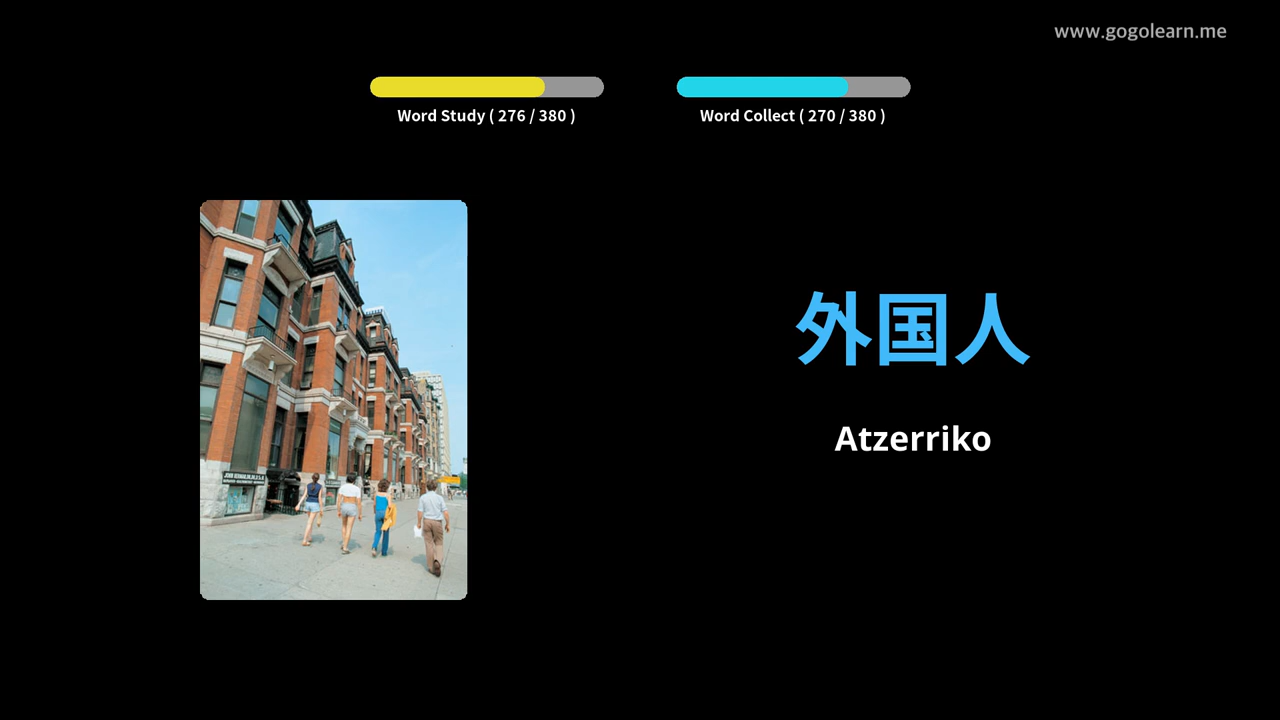 www.gogolearn.me
Word Study ( 276 / 380 )
Word Collect ( 270 / 380 )
外国人
Atzerriko